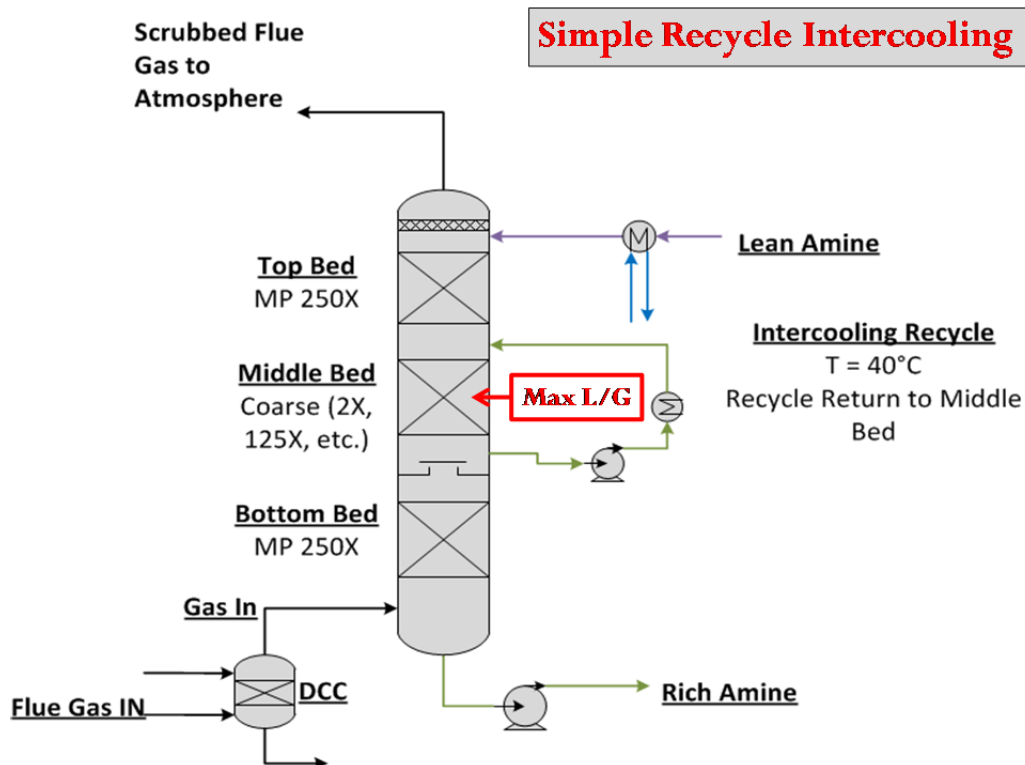 Simple Recycle Intercooling
Scrubbed Flue
Gas to
Atmosphere
Lean Amine
Top Bed
MP 250X
Intercooling Recycle
T = 40°C
Recycle Return to Middle
Bed
Middle Bed
Coarse (2X,
125X, etc.)
Max L/G
Bottom Bed
MP 250X
Gas In
DCC
Flue Gas IN
Rich Amine